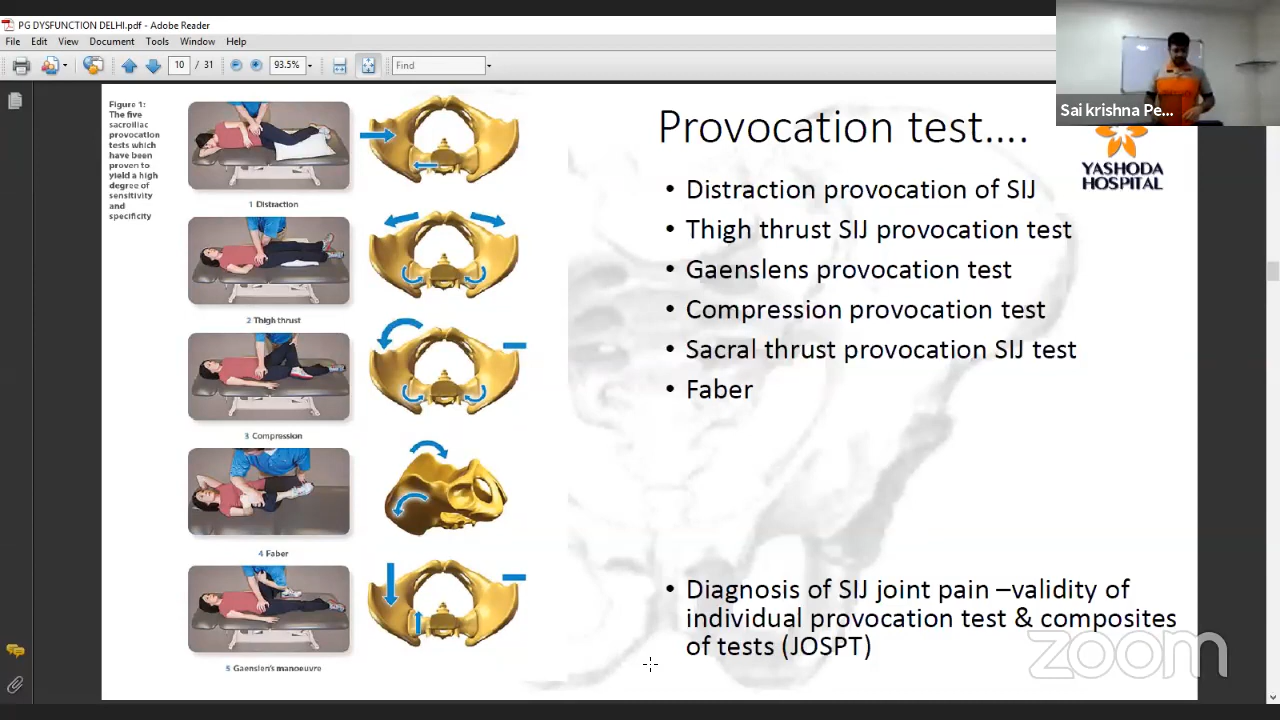 PG DYSFUNCTION DELHI.pdf - Adobe Reader
File Edit View Document Tools Window Help
10 / 31 93.5% Find
Sai krishna Pe...
Figure 1:
The five
sacroiliac
provocation
tests which
have been
proven to
yield a high
degree of
sensitivity
and
specificity
1 Distraction
2 Thigh thrust
3 Compression
4 Faber
5 Gaenslen's manoeuvre
Provocation test....
YASHODA
HOSPITAL
• Distraction provocation of SIJ
• Thigh thrust SIJ provocation test
• Gaenslens provocation test
• Compression provocation test
• Sacral thrust provocation SIJ test
• Faber
• Diagnosis of SIJ joint pain –validity of
individual provocation test & composites
of tests (JOSPT)
zoom